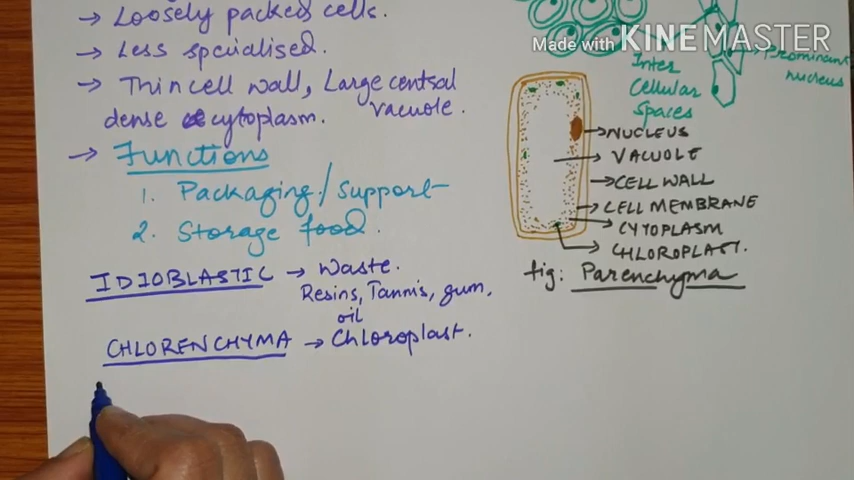 → Loosely packed cells.
→ Less specialised.
→ Thin cell wall, Large central
dense cytoplasm. Vacuole.
→ Functions
1. Packaging/Support
2. Storage food.
IDIOBLASTIC → Waste.
Resins, Tannis, gum,
oil
CHLORENCHYMA → Chloroplast.
Made with KINEMASTER
Prominent
nucleus
Inter
Cellular
Spaces
→ NUCLEUS
→ VACUOLE
→ CELL WALL
→ CELL MEMBRANE
→ CYTOPLASM
→ CHLOROPLAST.
fig: Parenchyma